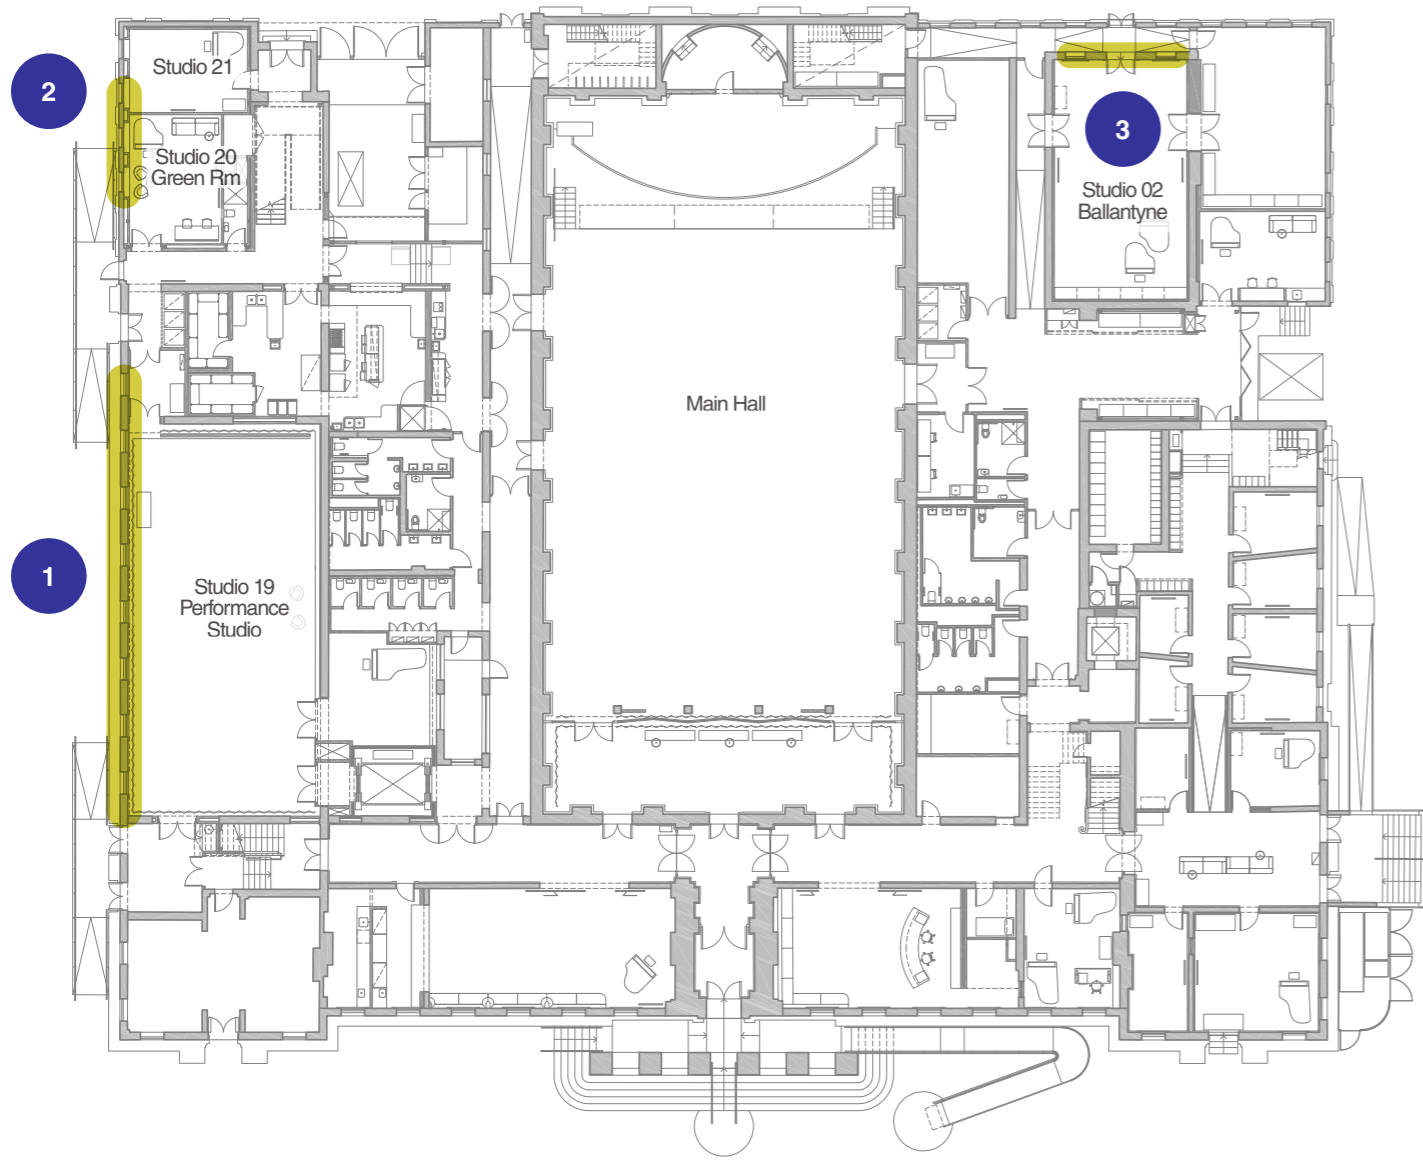 2
Studio 21
Studio 20
Green Rm
3
Studio 02
Ballantyne
Main Hall
1
Studio 19
Performance
Studio